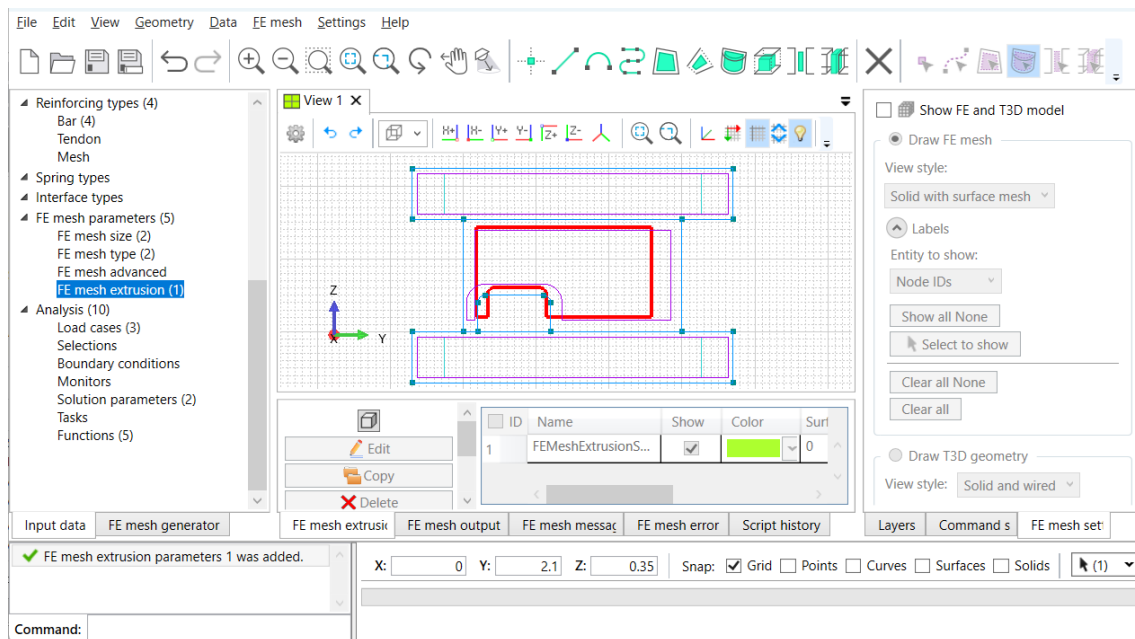 File Edit View Geometry Data FE mesh Settings Help
Reinforcing types (4)
Bar (4)
Tendon
Mesh
Spring types
Interface types
FE mesh parameters (5)
FE mesh size (2)
FE mesh type (2)
FE mesh advanced
FE mesh extrusion (1)
Analysis (10)
Load cases (3)
Selections
Boundary conditions
Monitors
Solution parameters (2)
Tasks
Functions (5)
Input data FE mesh generator
View 1
X+ X- Y+ Y- Z+ Z-
Z
X Y
Edit
Copy
Delete
ID Name Show Color Surf
1 FEMeshExtrusionS... 0
FE mesh extrusic FE mesh output FE mesh messag FE mesh error Script history
Show FE and T3D model
Draw FE mesh
View style:
Solid with surface mesh
Labels
Entity to show:
Node IDs
Show all None
Select to show
Clear all None
Clear all
Draw T3D geometry
View style: Solid and wired
Layers Command s FE mesh set
FE mesh extrusion parameters 1 was added.
Command:
X: 0 Y: 2.1 Z: 0.35 Snap: Grid Points Curves Surfaces Solids (1)